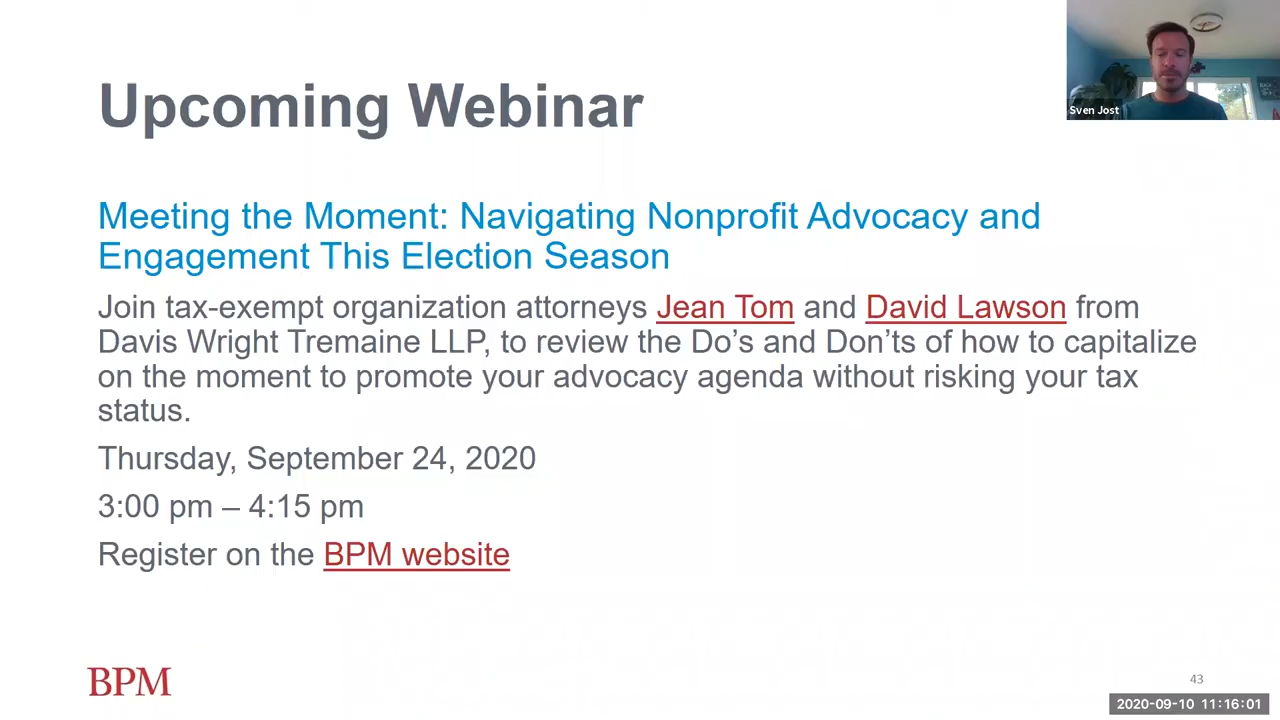 Upcoming Webinar
Sven Jost
Meeting the Moment: Navigating Nonprofit Advocacy and
Engagement This Election Season
Join tax-exempt organization attorneys Jean Tom and David Lawson from
Davis Wright Tremaine LLP, to review the Do’s and Don’ts of how to capitalize
on the moment to promote your advocacy agenda without risking your tax
status.
Thursday, September 24, 2020
3:00 pm – 4:15 pm
Register on the BPM website
BPM
43
2020-09-10 11:16:01